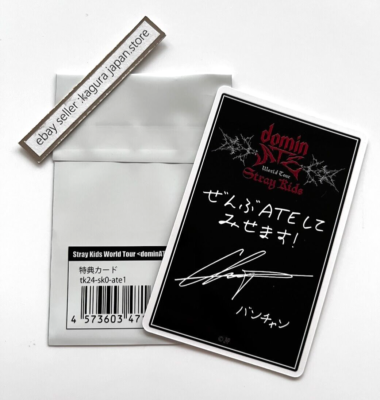 ebay seller :kagura japan.store
domin
ATE
World Tour
Stray Kids
ぜんぶATEして
みせます!
バンチャン
Stray Kids World Tour <dominAT
特典カード
tk24-sk0-ate1
4 573603 47